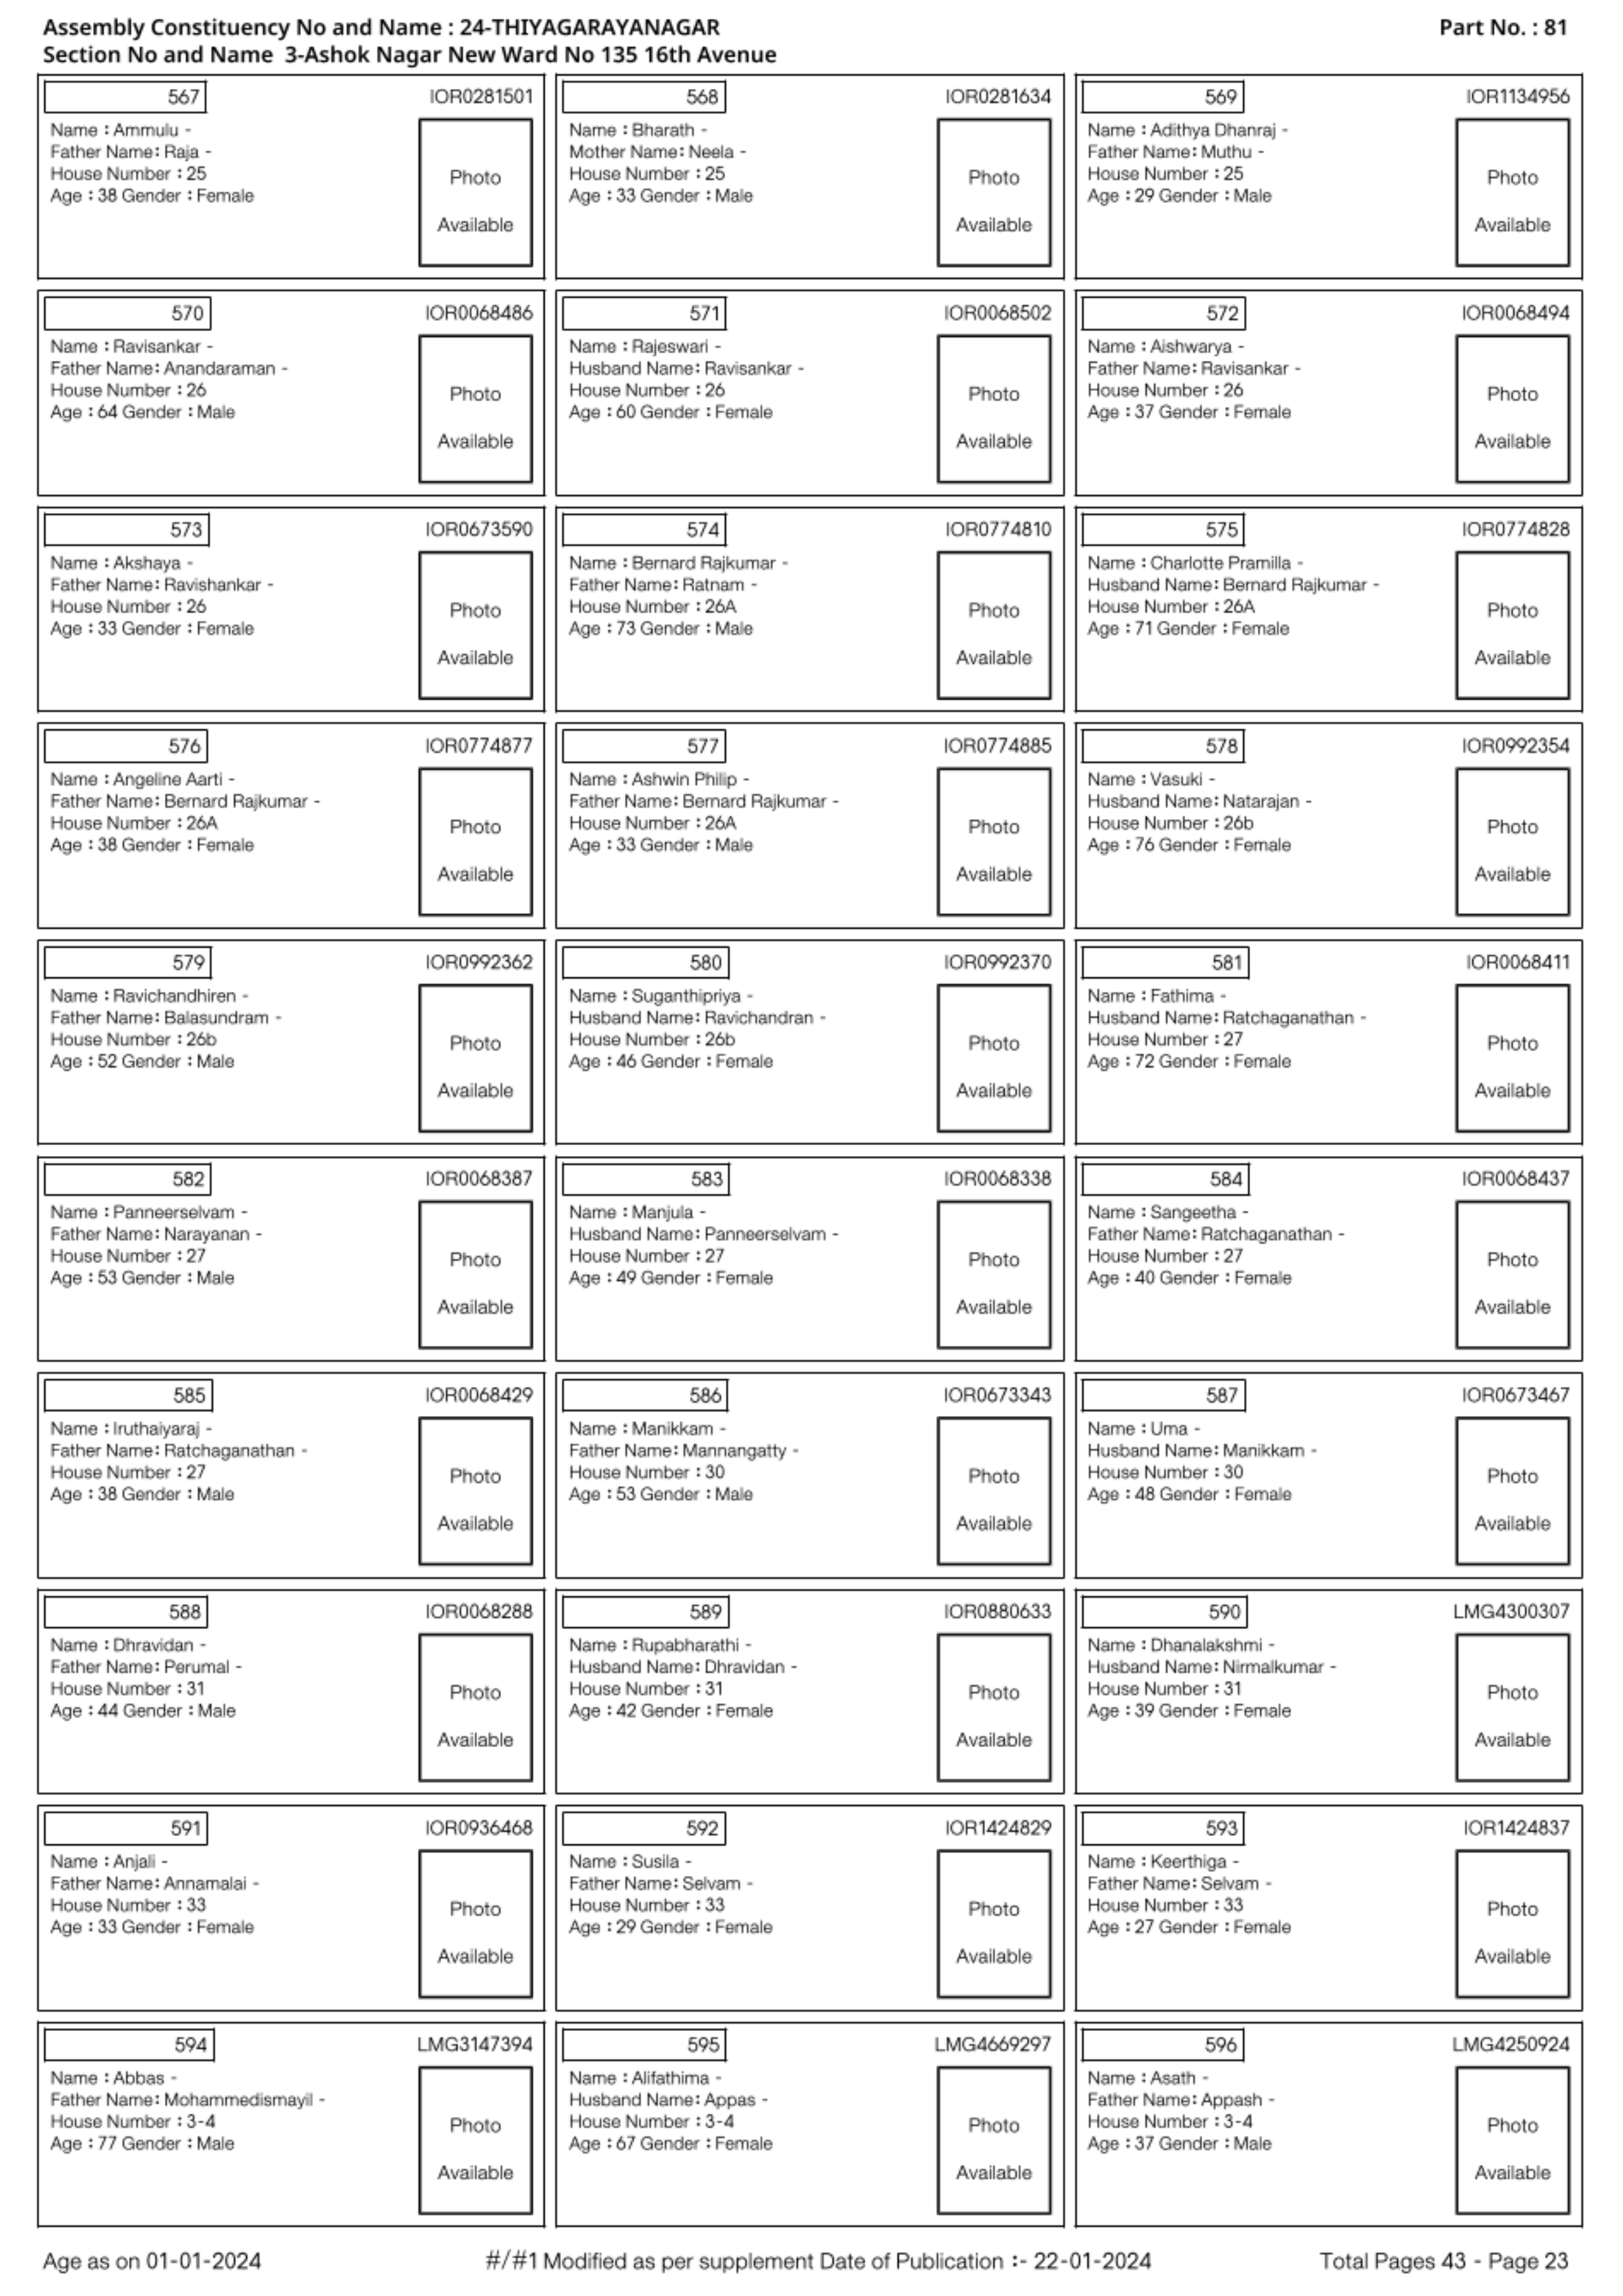 Assembly Constituency No and Name : 24-THIYAGARAYANAGAR Part No. : 81
Section No and Name 3-Ashok Nagar New Ward No 135 16th Avenue
567 IOR0281501
Name : Ammulu -
Father Name: Raja -
House Number : 25
Age : 38 Gender : Female
Photo
Available
568 IOR0281634
Name : Bharath -
Mother Name: Neela -
House Number : 25
Age : 33 Gender : Male
Photo
Available
569 IOR1134956
Name : Adithya Dhanraj -
Father Name: Muthu -
House Number : 25
Age : 29 Gender : Male
Photo
Available
570 IOR0068486
Name : Ravisankar -
Father Name: Anandaraman -
House Number : 26
Age : 64 Gender : Male
Photo
Available
571 IOR0068502
Name : Rajeswari -
Husband Name: Ravisankar -
House Number : 26
Age : 60 Gender : Female
Photo
Available
572 IOR0068494
Name : Aishwarya -
Father Name: Ravisankar -
House Number : 26
Age : 37 Gender : Female
Photo
Available
573 IOR0673590
Name : Akshaya -
Father Name: Ravishankar -
House Number : 26
Age : 33 Gender : Female
Photo
Available
574 IOR0774810
Name : Bernard Rajkumar -
Father Name: Ratnam -
House Number : 26A
Age : 73 Gender : Male
Photo
Available
575 IOR0774828
Name : Charlotte Pramilla -
Husband Name: Bernard Rajkumar -
House Number : 26A
Age : 71 Gender : Female
Photo
Available
576 IOR0774877
Name : Angeline Aarti -
Father Name: Bernard Rajkumar -
House Number : 26A
Age : 38 Gender : Female
Photo
Available
577 IOR0774885
Name : Ashwin Philip -
Father Name: Bernard Rajkumar -
House Number : 26A
Age : 33 Gender : Male
Photo
Available
578 IOR0992354
Name : Vasuki -
Husband Name: Natarajan -
House Number : 26b
Age : 76 Gender : Female
Photo
Available
579 IOR0992362
Name : Ravichandhiren -
Father Name: Balasundram -
House Number : 26b
Age : 52 Gender : Male
Photo
Available
580 IOR0992370
Name : Suganthipriya -
Husband Name: Ravichandran -
House Number : 26b
Age : 46 Gender : Female
Photo
Available
581 IOR0068411
Name : Fathima -
Husband Name: Ratchaganathan -
House Number : 27
Age : 72 Gender : Female
Photo
Available
582 IOR0068387
Name : Panneerselvam -
Father Name: Narayanan -
House Number : 27
Age : 53 Gender : Male
Photo
Available
583 IOR0068338
Name : Manjula -
Husband Name: Panneerselvam -
House Number : 27
Age : 49 Gender : Female
Photo
Available
584 IOR0068437
Name : Sangeetha -
Father Name: Ratchaganathan -
House Number : 27
Age : 40 Gender : Female
Photo
Available
585 IOR0068429
Name : Iruthaiyaraj -
Father Name: Ratchaganathan -
House Number : 27
Age : 38 Gender : Male
Photo
Available
586 IOR0673343
Name : Manikkam -
Father Name: Mannangatty -
House Number : 30
Age : 53 Gender : Male
Photo
Available
587 IOR0673467
Name : Uma -
Husband Name: Manikkam -
House Number : 30
Age : 48 Gender : Female
Photo
Available
588 IOR0068288
Name : Dhravidan -
Father Name: Perumal -
House Number : 31
Age : 44 Gender : Male
Photo
Available
589 IOR0880633
Name : Rupabharathi -
Husband Name: Dhravidan -
House Number : 31
Age : 42 Gender : Female
Photo
Available
590 LMG4300307
Name : Dhanalakshmi -
Husband Name: Nirmalkumar -
House Number : 31
Age : 39 Gender : Female
Photo
Available
591 IOR0936468
Name : Anjali -
Father Name: Annamalai -
House Number : 33
Age : 33 Gender : Female
Photo
Available
592 IOR1424829
Name : Susila -
Father Name: Selvam -
House Number : 33
Age : 29 Gender : Female
Photo
Available
593 IOR1424837
Name : Keerthiga -
Father Name: Selvam -
House Number : 33
Age : 27 Gender : Female
Photo
Available
594 LMG3147394
Name : Abbas -
Father Name: Mohammedismayil -
House Number : 3-4
Age : 77 Gender : Male
Photo
Available
595 LMG4669297
Name : Alifathima -
Husband Name: Appas -
House Number : 3-4
Age : 67 Gender : Female
Photo
Available
596 LMG4250924
Name : Asath -
Father Name: Appash -
House Number : 3-4
Age : 37 Gender : Male
Photo
Available
Age as on 01-01-2024 #/#1 Modified as per supplement Date of Publication :- 22-01-2024 Total Pages 43 - Page 23